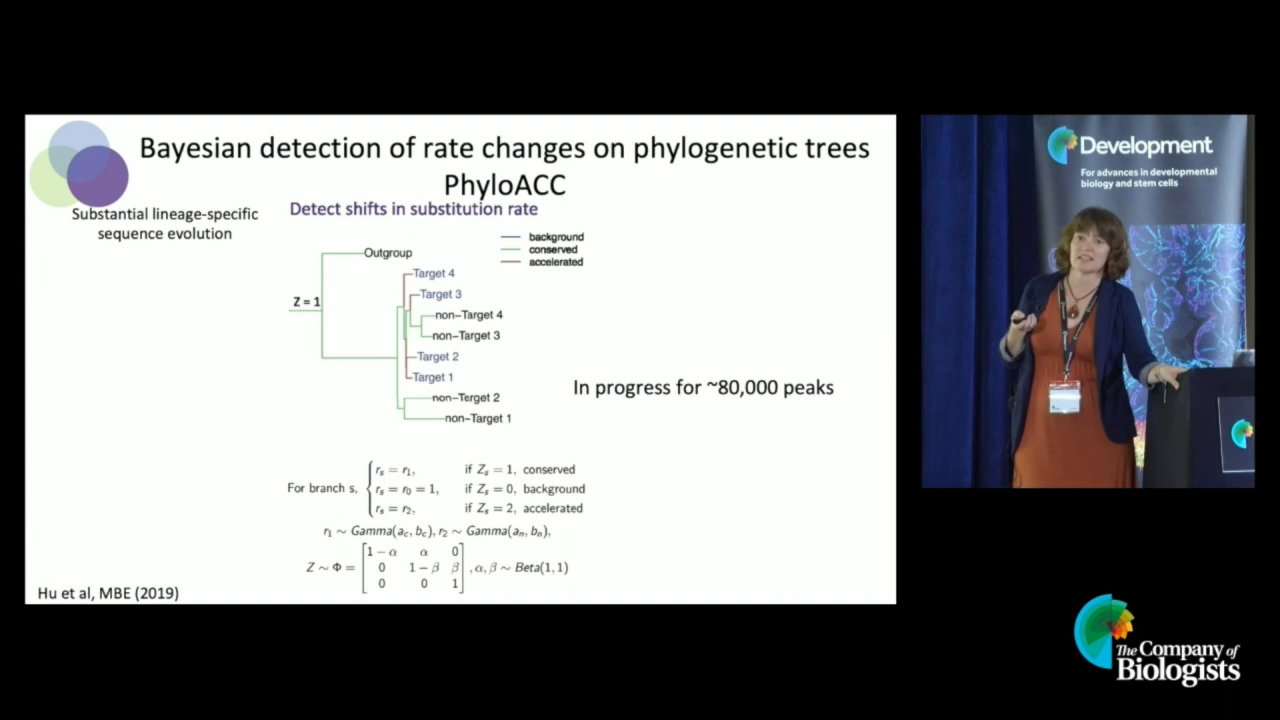 Bayesian detection of rate changes on phylogenetic trees
PhyloACC
Substantial lineage-specific
sequence evolution
Detect shifts in substitution rate
background
conserved
accelerated
Outgroup
Target 4
Target 3
Z = 1
non-Target 4
non-Target 3
Target 2
Target 1
non-Target 2
non-Target 1
In progress for ~80,000 peaks
For branch s,
r_s = r_1, if Z_s = 1, conserved
r_s = r_0 = 1, if Z_s = 0, background
r_s = r_2, if Z_s = 2, accelerated
r_1 ~ Gamma(a_c, b_c), r_2 ~ Gamma(a_n, b_n),
1 − α α 0
Z ~ Φ = 0 1 − β β , α, β ~ Beta(1, 1)
0 0 1
Hu et al, MBE (2019)
Development
For advances in developmental
biology and stem cells
The Company of
Biologists